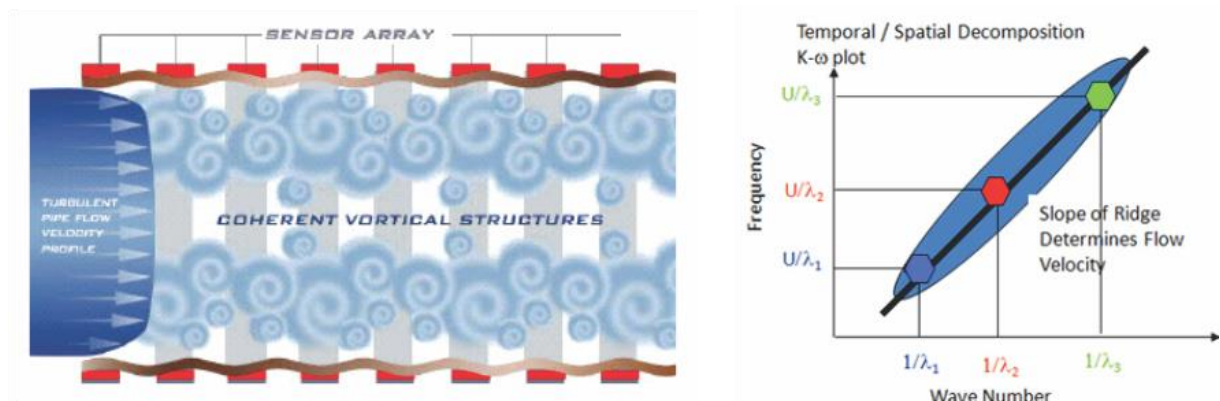 SENSOR ARRAY
TURBULENT
PIPE FLOW
VELOCITY
PROFILE
COHERENT VORTICAL STRUCTURES
Temporal / Spatial Decomposition
K-ω plot
Frequency
U/λ₃
U/λ₂
U/λ₁
Slope of Ridge
Determines Flow
Velocity
1/λ₁
1/λ₂
1/λ₃
Wave Number